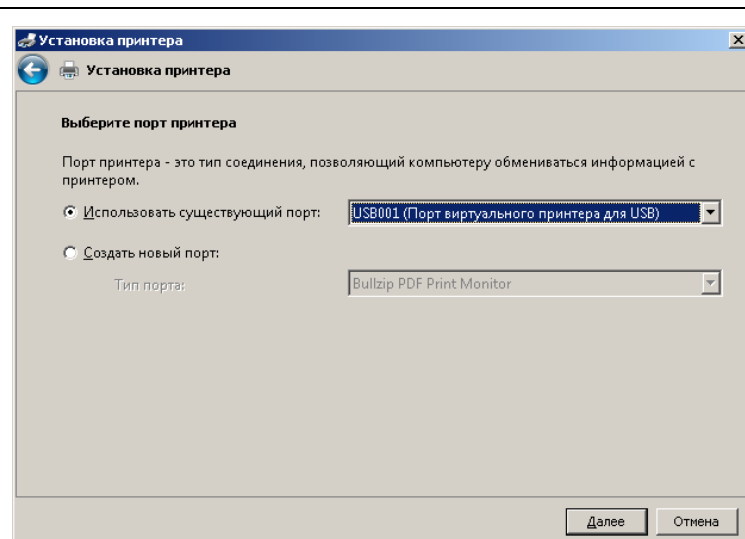 Установка принтера
Установка принтера
Выберите порт принтера
Порт принтера - это тип соединения, позволяющий компьютеру обмениваться информацией с
принтером.
Использовать существующий порт: USB001 (Порт виртуального принтера для USB)
Создать новый порт:
Тип порта: Bullzip PDF Print Monitor
Далее Отмена